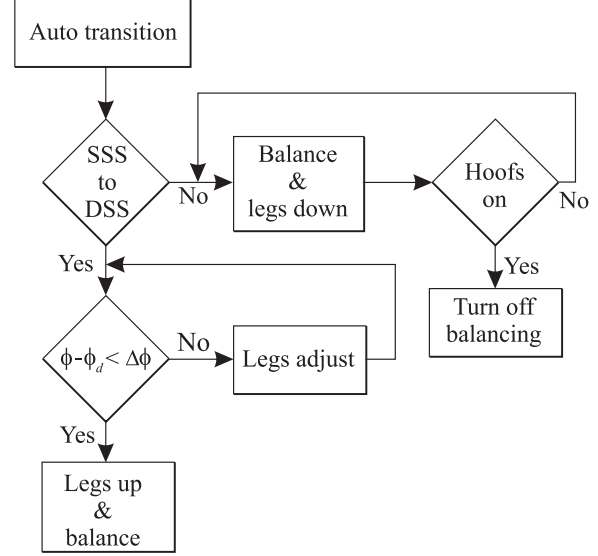 Auto transition
SSS
to
DSS
No
Balance
&
legs down
Hoofs
on
No
Yes
Yes
Turn off
balancing
ϕ-ϕd< Δϕ
No
Legs adjust
Yes
Legs up
&
balance